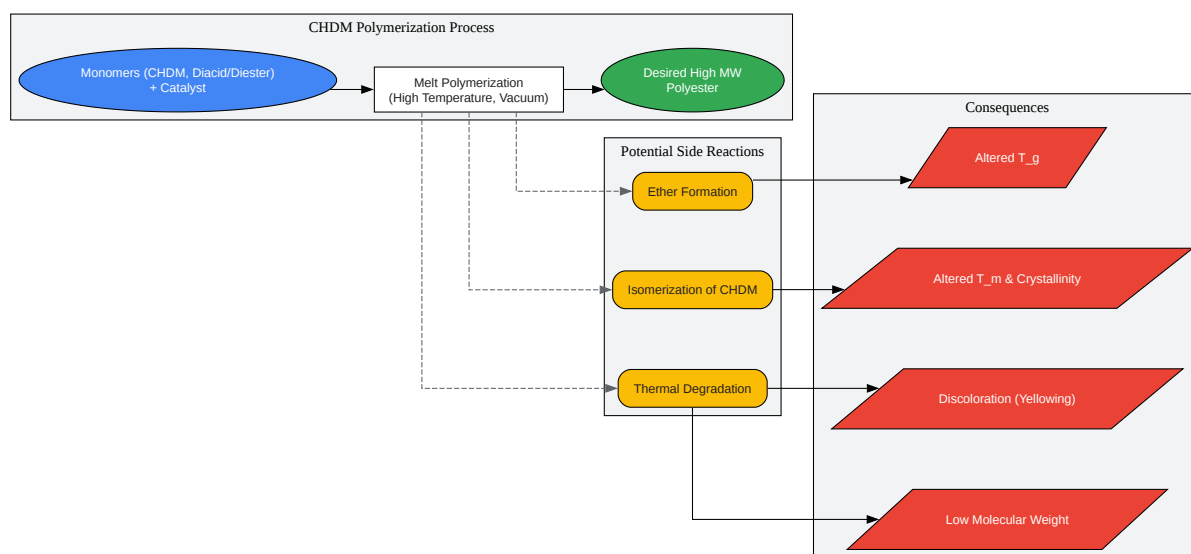 CHDM Polymerization Process
Monomers (CHDM, Diacid/Diester)
+ Catalyst
Melt Polymerization
(High Temperature, Vacuum)
Desired High MW
Polyester
Potential Side Reactions
Ether Formation
Isomerization of CHDM
Thermal Degradation
Consequences
Altered T_g
Altered T_m & Crystallinity
Discoloration (Yellowing)
Low Molecular Weight